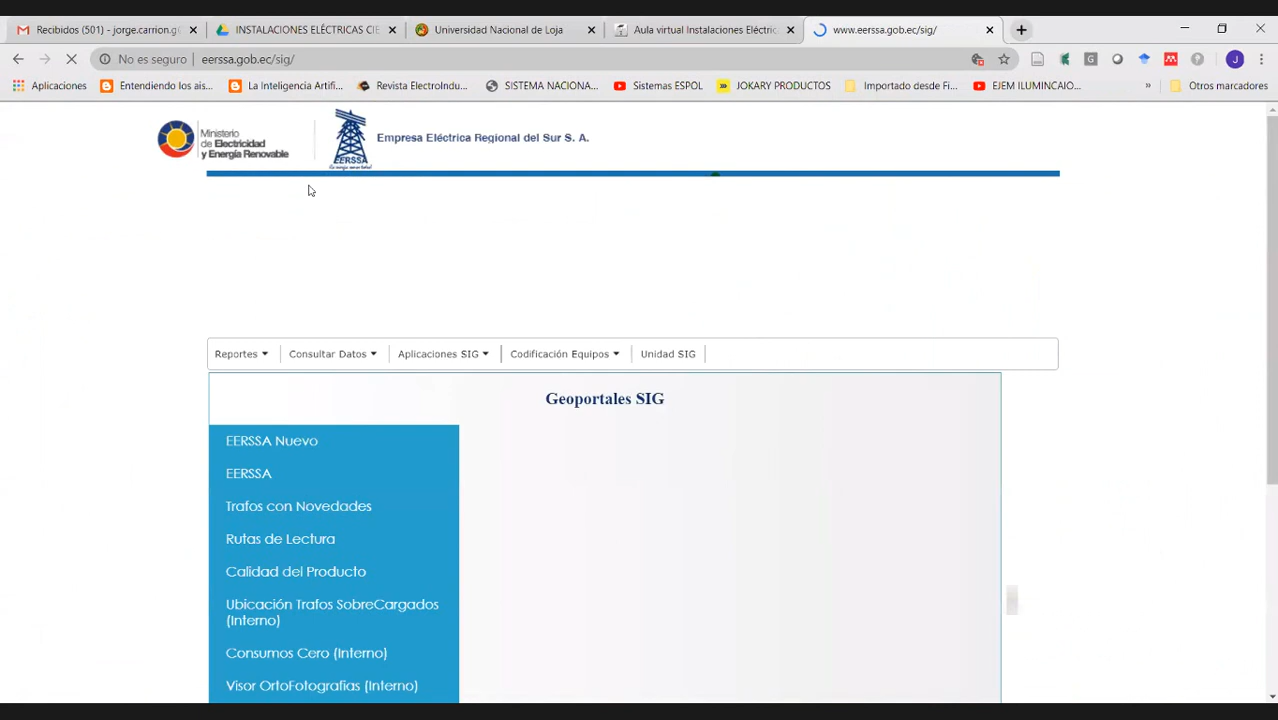 Recibidos (501) - jorge.carrion.g
INSTALACIONES ELÉCTRICAS CIE
Universidad Nacional de Loja
Aula virtual Instalaciones Eléctric
www.eerssa.gob.ec/sig/
No es seguro
eerssa.gob.ec/sig/
J
Aplicaciones
Entendiendo los ais...
La Inteligencia Artifi...
Revista ElectroIndu...
SISTEMA NACIONA...
Sistemas ESPOL
JOKARY PRODUCTOS
Importado desde Fi...
EJEM ILUMINCAIO...
»
Otros marcadores
Ministerio
de Electricidad
y Energía Renovable
EERSSA
Empresa Eléctrica Regional del Sur S. A.
Reportes
Consultar Datos
Aplicaciones SIG
Codificación Equipos
Unidad SIG
Geoportales SIG
EERSSA Nuevo
EERSSA
Trafos con Novedades
Rutas de Lectura
Calidad del Producto
Ubicación Trafos SobreCargados
(Interno)
Consumos Cero (Interno)
Visor OrtoFotografias (Interno)